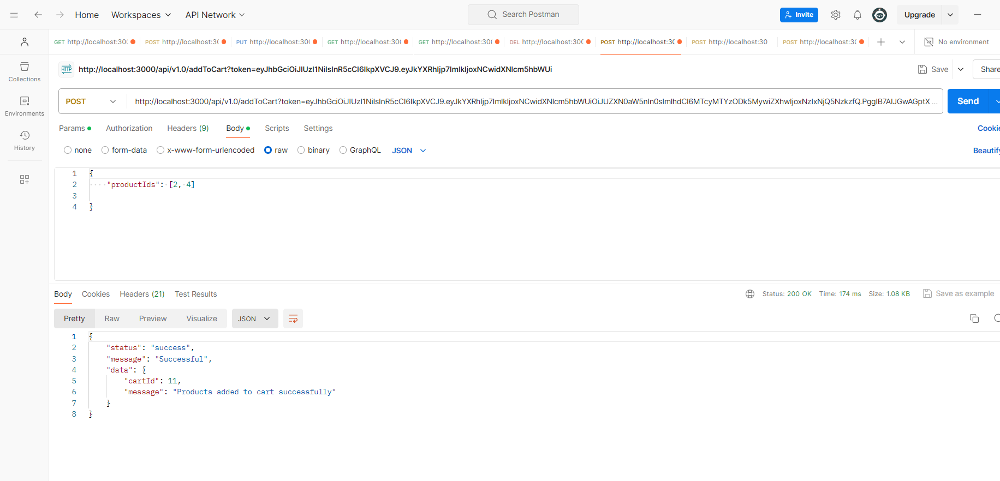 Home Workspaces API Network Search Postman Invite Upgrade
GET http://localhost:300 POST http://localhost:30 PUT http://localhost:300 GET http://localhost:300 GET http://localhost:300 DEL http://localhost:300 POST http://localhost:30 POST http://localhost:30 POST http://localhost:30 No environment
HTTP http://localhost:3000/api/v1.0/addToCart?token=eyJhbGciOiJIUzI1NiIsInR5cCI6IkpXVCJ9.eyJkYXRhIjp7ImlkIjoxNCwidXNlcm5hbWUi Save Share
Collections
POST http://localhost:3000/api/v1.0/addToCart?token=eyJhbGciOiJIUzI1NiIsInR5cCI6IkpXVCJ9.eyJkYXRhIjp7ImlkIjoxNCwidXNlcm5hbWUiOiJUZXN0aW5nIn0sImlhdCI6MTcyMTYzODk5MywiZXhwIjoxNzIxNjQ5NzkzfQ.PggIB7AIJGwAGptX ... Send
Environments
Params Authorization Headers (9) Body Scripts Settings Cookie
History
none form-data x-www-form-urlencoded raw binary GraphQL JSON Beautify
1 {
2 "productIds": [2, 4]
3
4 }
Body Cookies Headers (21) Test Results Status: 200 OK Time: 174 ms Size: 1.08 KB Save as example
Pretty Raw Preview Visualize JSON
1 {
2 "status": "success",
3 "message": "Successful",
4 "data": {
5 "cartId": 11,
6 "message": "Products added to cart successfully"
7 }
8 }